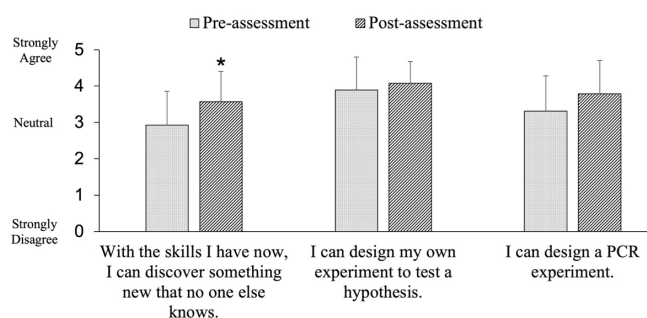 Pre-assessment Post-assessment
Strongly
Agree
5
*
4
Neutral
3
2
1
Strongly
Disagree
0
With the skills I have now,
I can discover something
new that no one else
knows.
I can design my own
experiment to test a
hypothesis.
I can design a PCR
experiment.